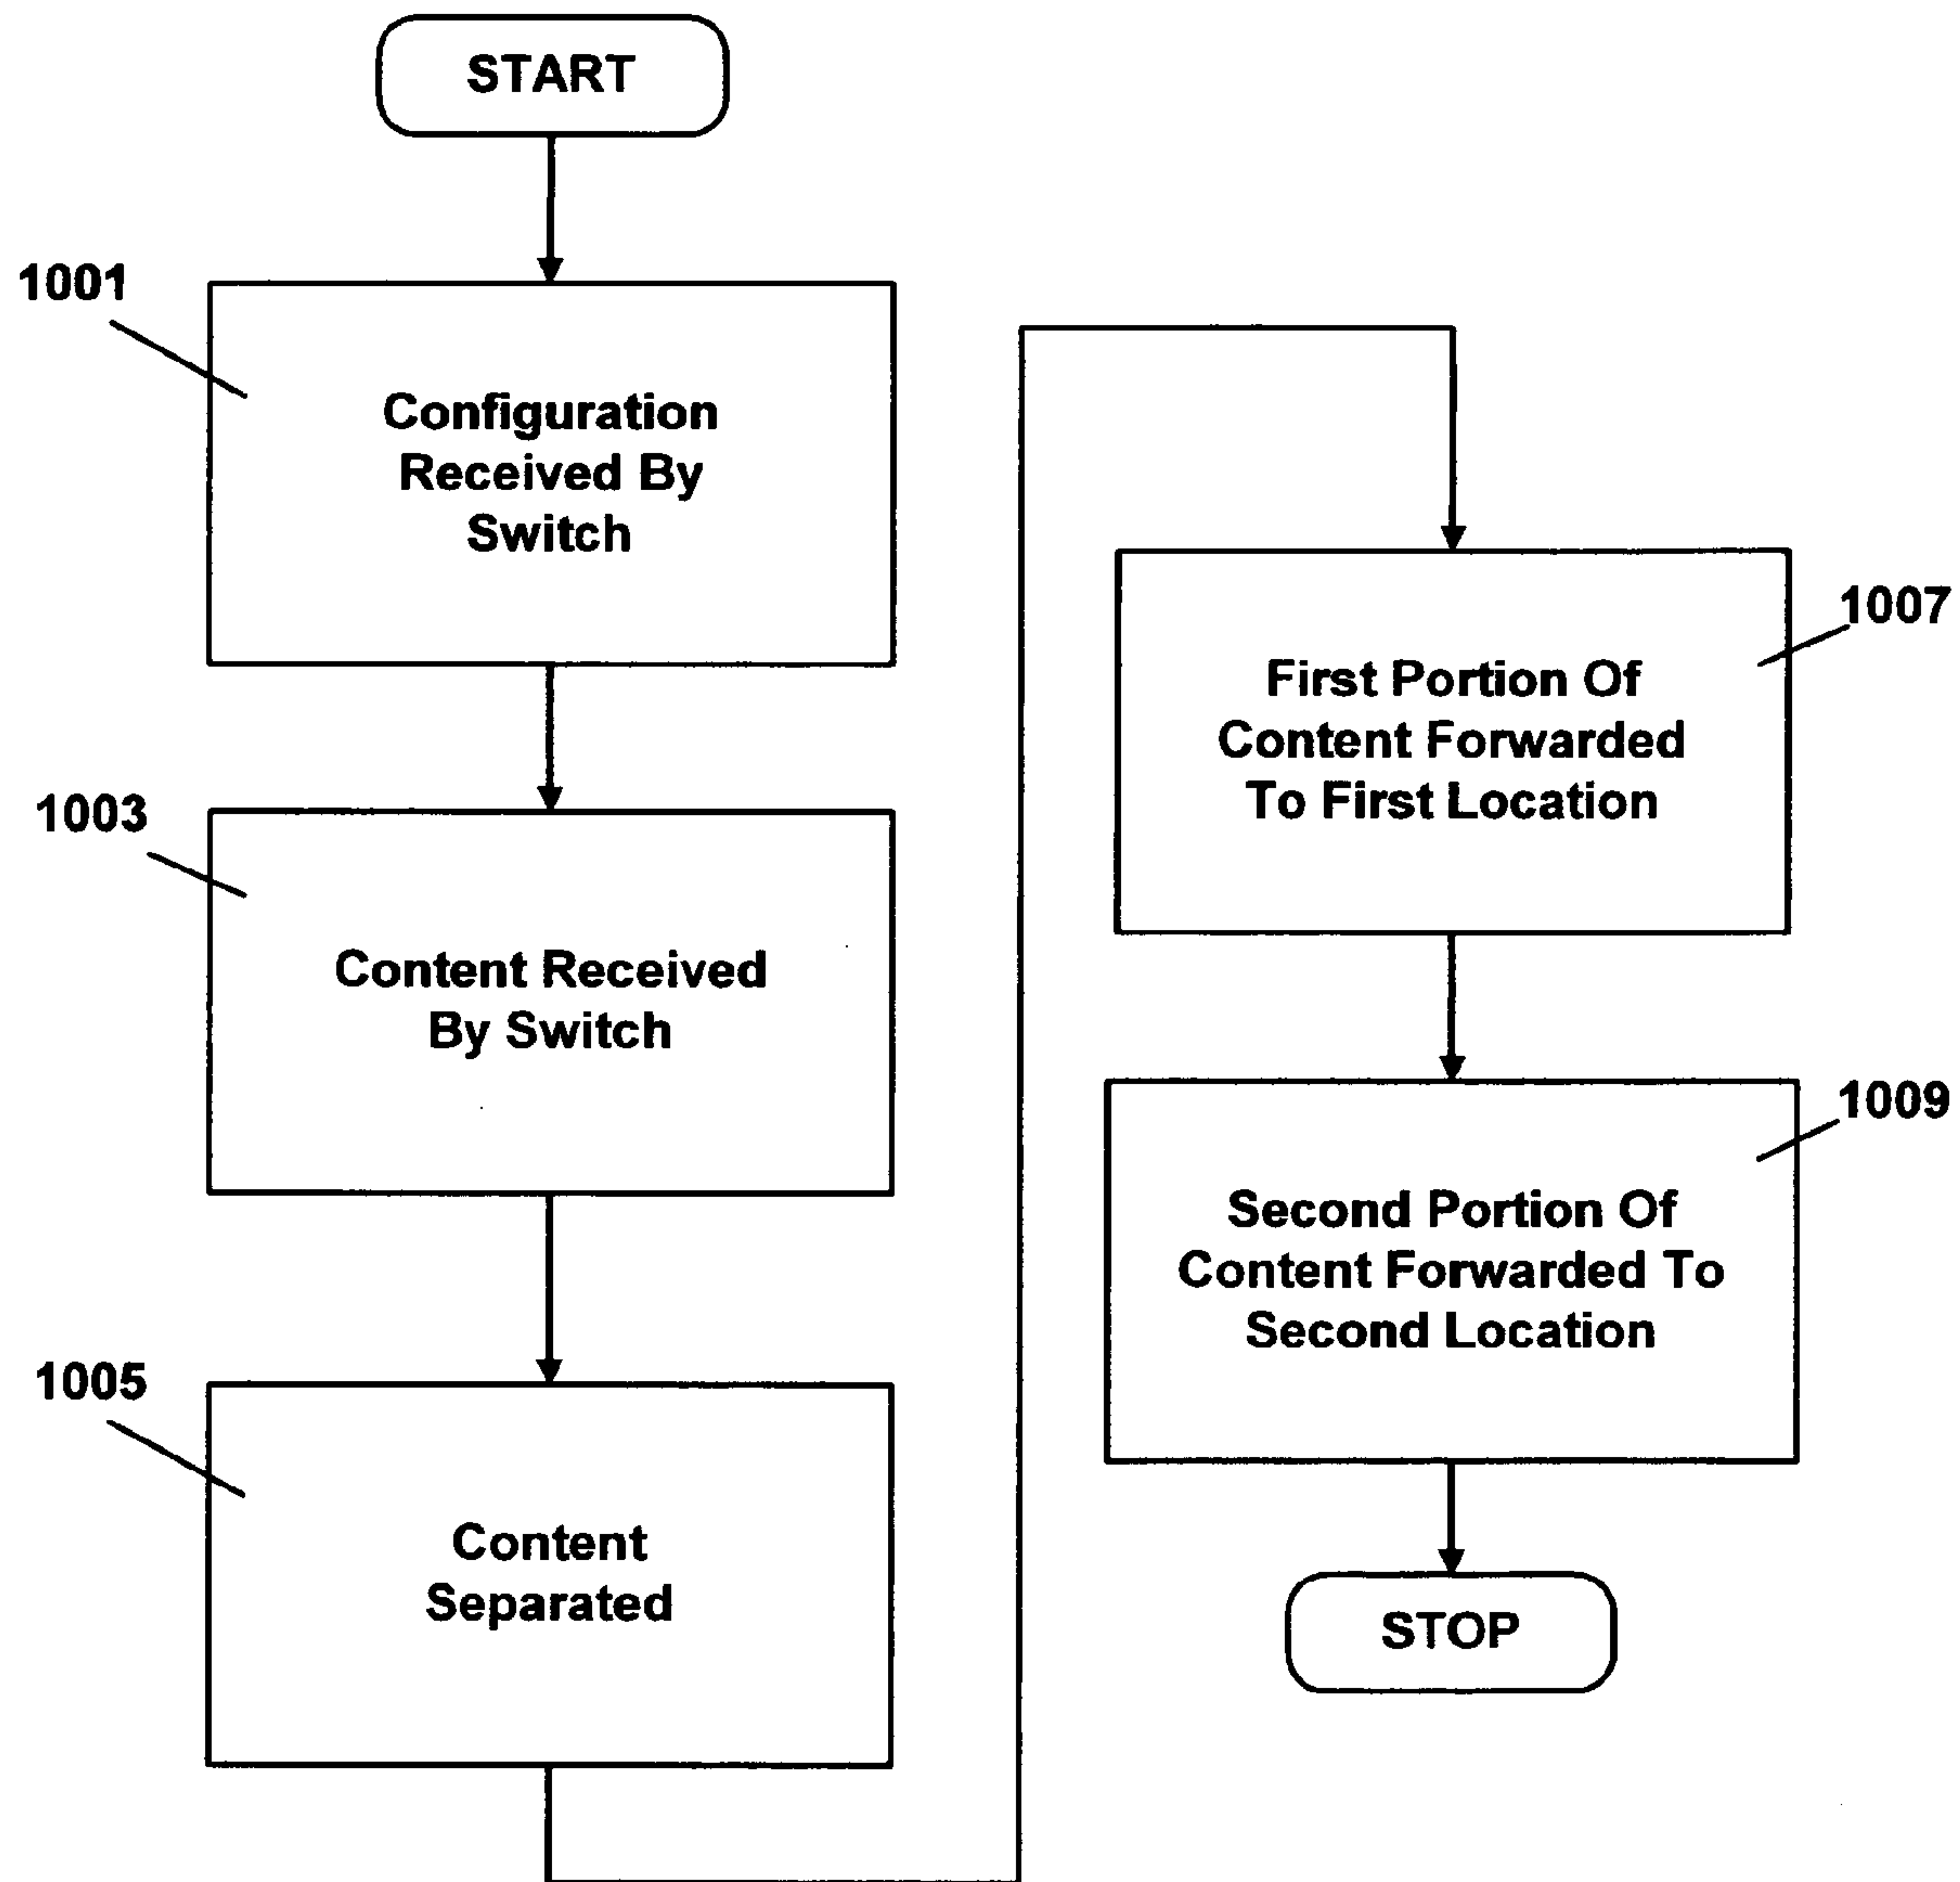 START
1001
Configuration
Received By
Switch
1003
Content Received
By Switch
1005
Content
Separated
1007
First Portion Of
Content Forwarded
To First Location
1009
Second Portion Of
Content Forwarded To
Second Location
STOP